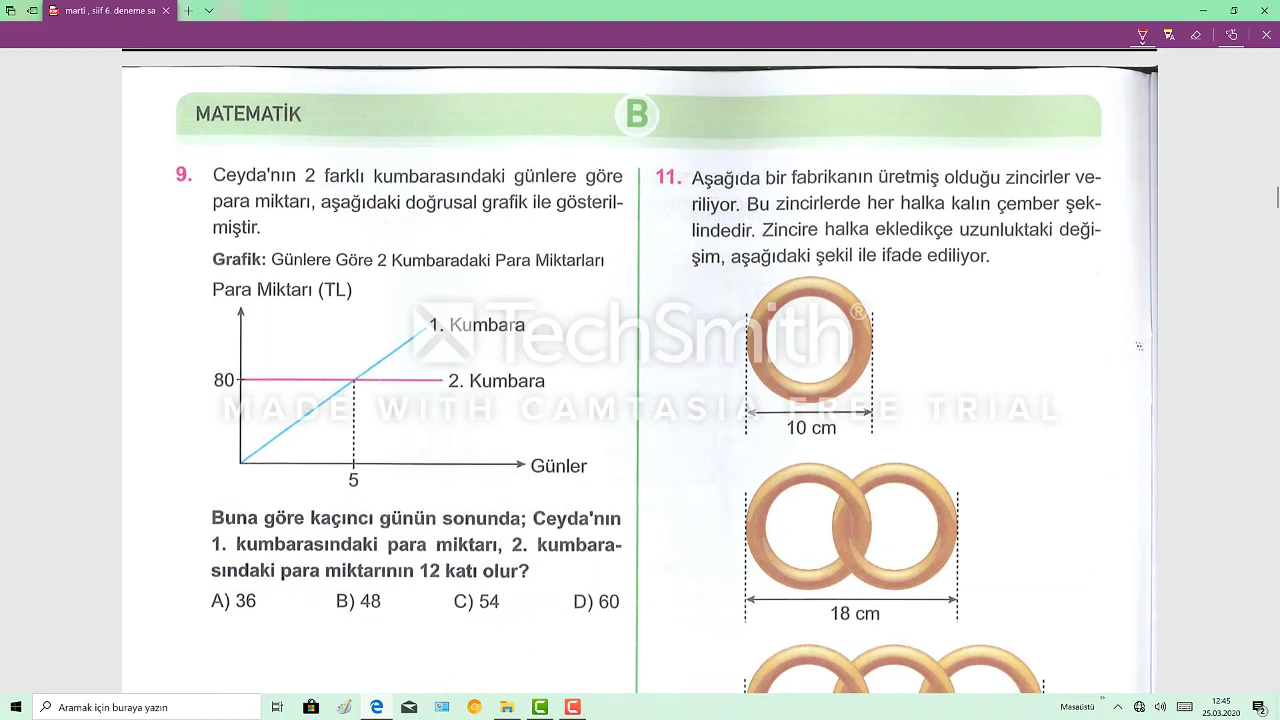 marti , siif 6. deneme sa
MATEMATİK
B
9. Ceyda'nın 2 farklı kumbarasındaki günlere göre
para miktarı, aşağıdaki doğrusal grafik ile gösteril-
miştir.
Grafik: Günlere Göre 2 Kumbaradaki Para Miktarları
Para Miktarı (TL)
1. Kumbara
80
2. Kumbara
Günler
5
Buna göre kaçıncı günün sonunda; Ceyda'nın
1. kumbarasındaki para miktarı, 2. kumbara-
sındaki para miktarının 12 katı olur?
A) 36 B) 48 C) 54 D) 60
11. Aşağıda bir fabrikanın üretmiş olduğu zincirler ve-
riliyor. Bu zincirlerde her halka kalın çember şek-
lindedir. Zincire halka ekledikçe uzunluktaki deği-
şim, aşağıdaki şekil ile ifade ediliyor.
10 cm
18 cm
TechSmith®
MADE WITH CAMTASIA FREE TRIAL
Aramak için buraya yazın
Masaüstü
12:45
25.03.2020
2